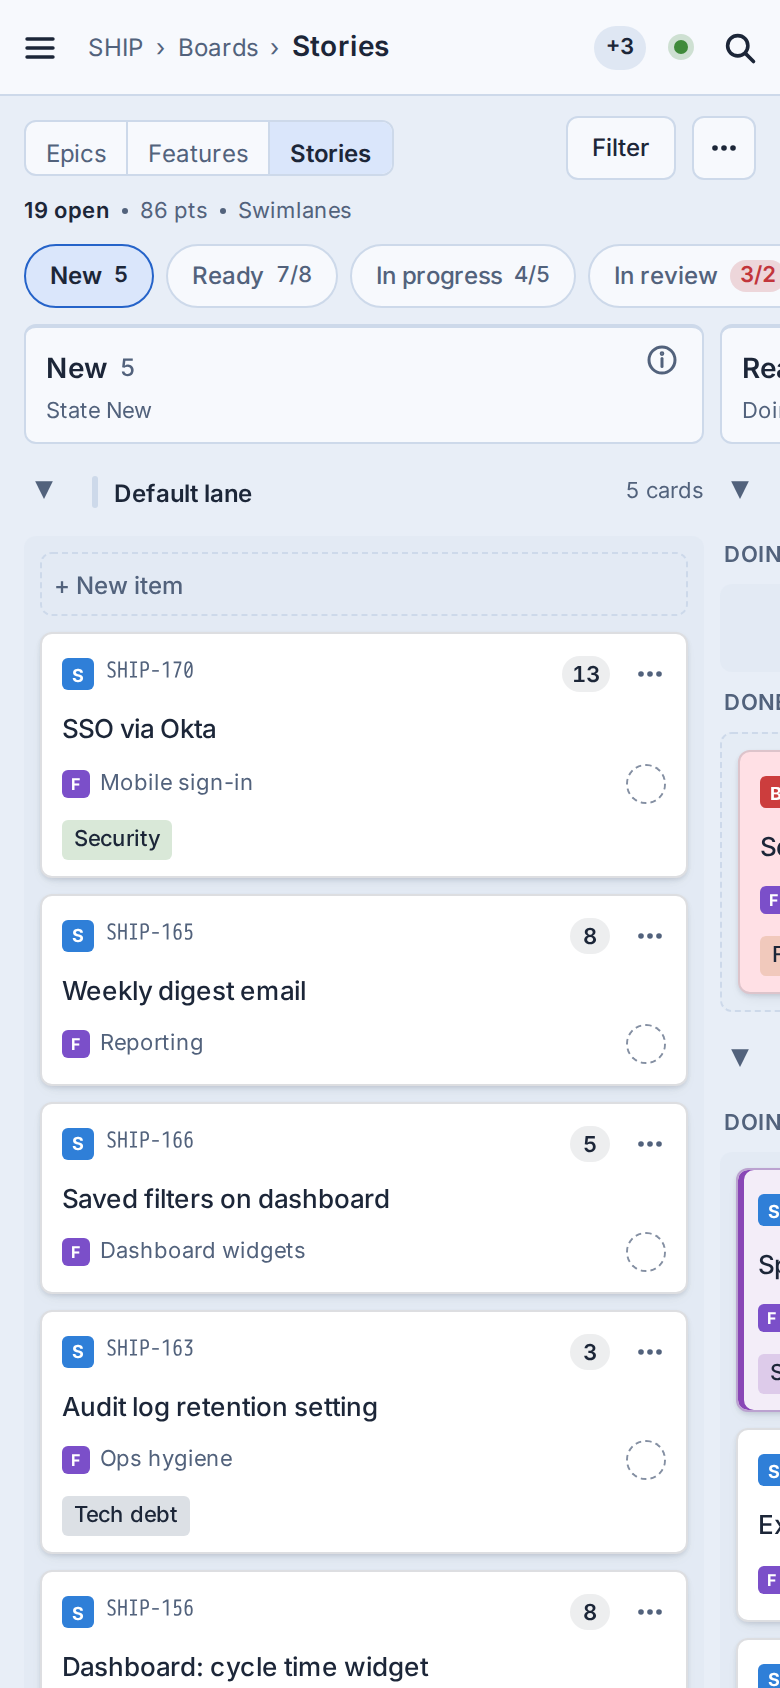 SHIP › Boards › Stories +3
Epics Features Stories Filter
19 open • 86 pts • Swimlanes
New 5 Ready 7/8 In progress 4/5 In review 3/2
New 5
State New
Default lane 5 cards
+ New item
S SHIP-170 13
SSO via Okta
F Mobile sign-in
Security
S SHIP-165 8
Weekly digest email
F Reporting
S SHIP-166 5
Saved filters on dashboard
F Dashboard widgets
S SHIP-163 3
Audit log retention setting
F Ops hygiene
Tech debt
S SHIP-156 8
Dashboard: cycle time widget